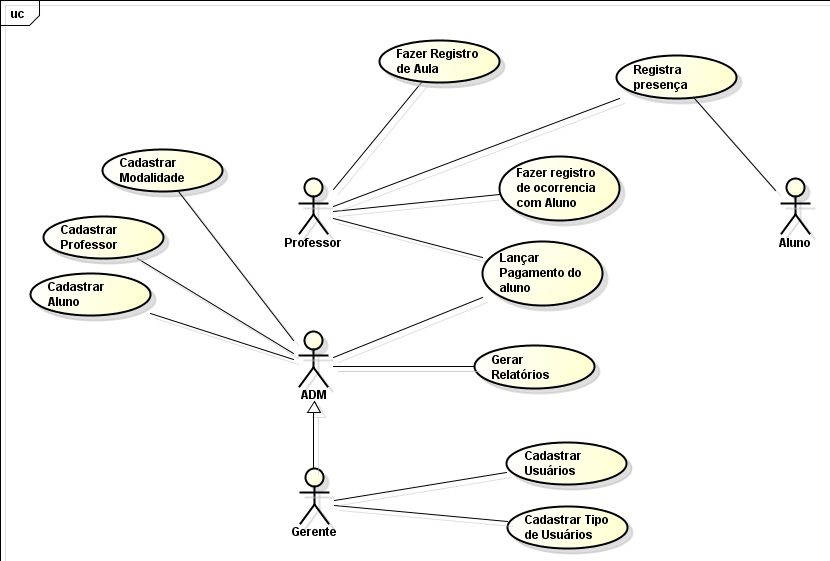 uc
Fazer Registro
de Aula
Registra
presença
Cadastrar
Modalidade
Fazer registro
de ocorrencia
com Aluno
Cadastrar
Professor
Professor
Aluno
Lançar
Pagamento do
aluno
Cadastrar
Aluno
Gerar
Relatórios
ADM
Cadastrar
Usuários
Gerente
Cadastrar Tipo
de Usuários